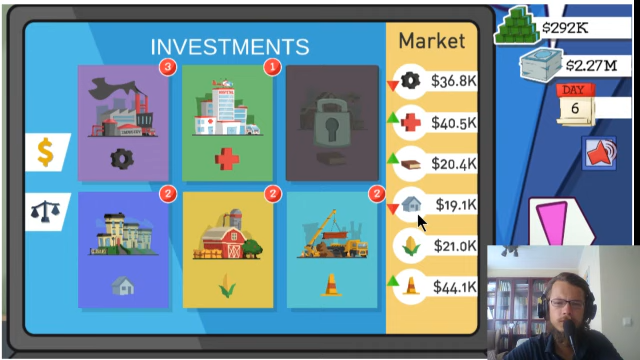 INVESTMENTS
Market
$292K
$2.27M
DAY
6
3
1
2
2
2
$
$36.8K
$40.5K
$20.4K
$19.1K
$21.0K
$44.1K